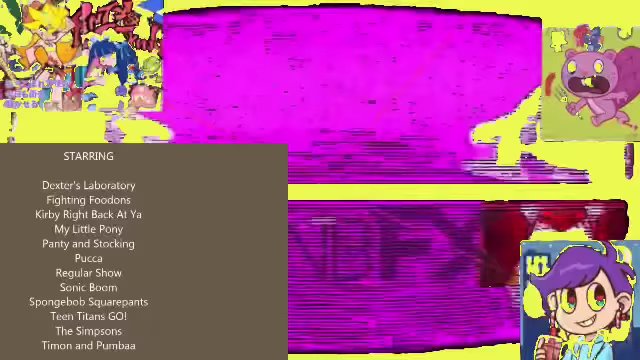 STARRING
Dexter's Laboratory
Fighting Foodons
Kirby Right Back At Ya
My Little Pony
Panty and Stocking
Pucca
Regular Show
Sonic Boom
Spongebob Squarepants
Teen Titans GO!
The Simpsons
Timon and Pumbaa